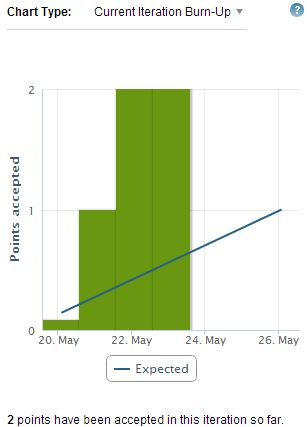 Chart Type: Current Iteration Burn-Up ▼
?
2
1
0
Points accepted
20. May 22. May 24. May 26. May
Expected
2 points have been accepted in this iteration so far.